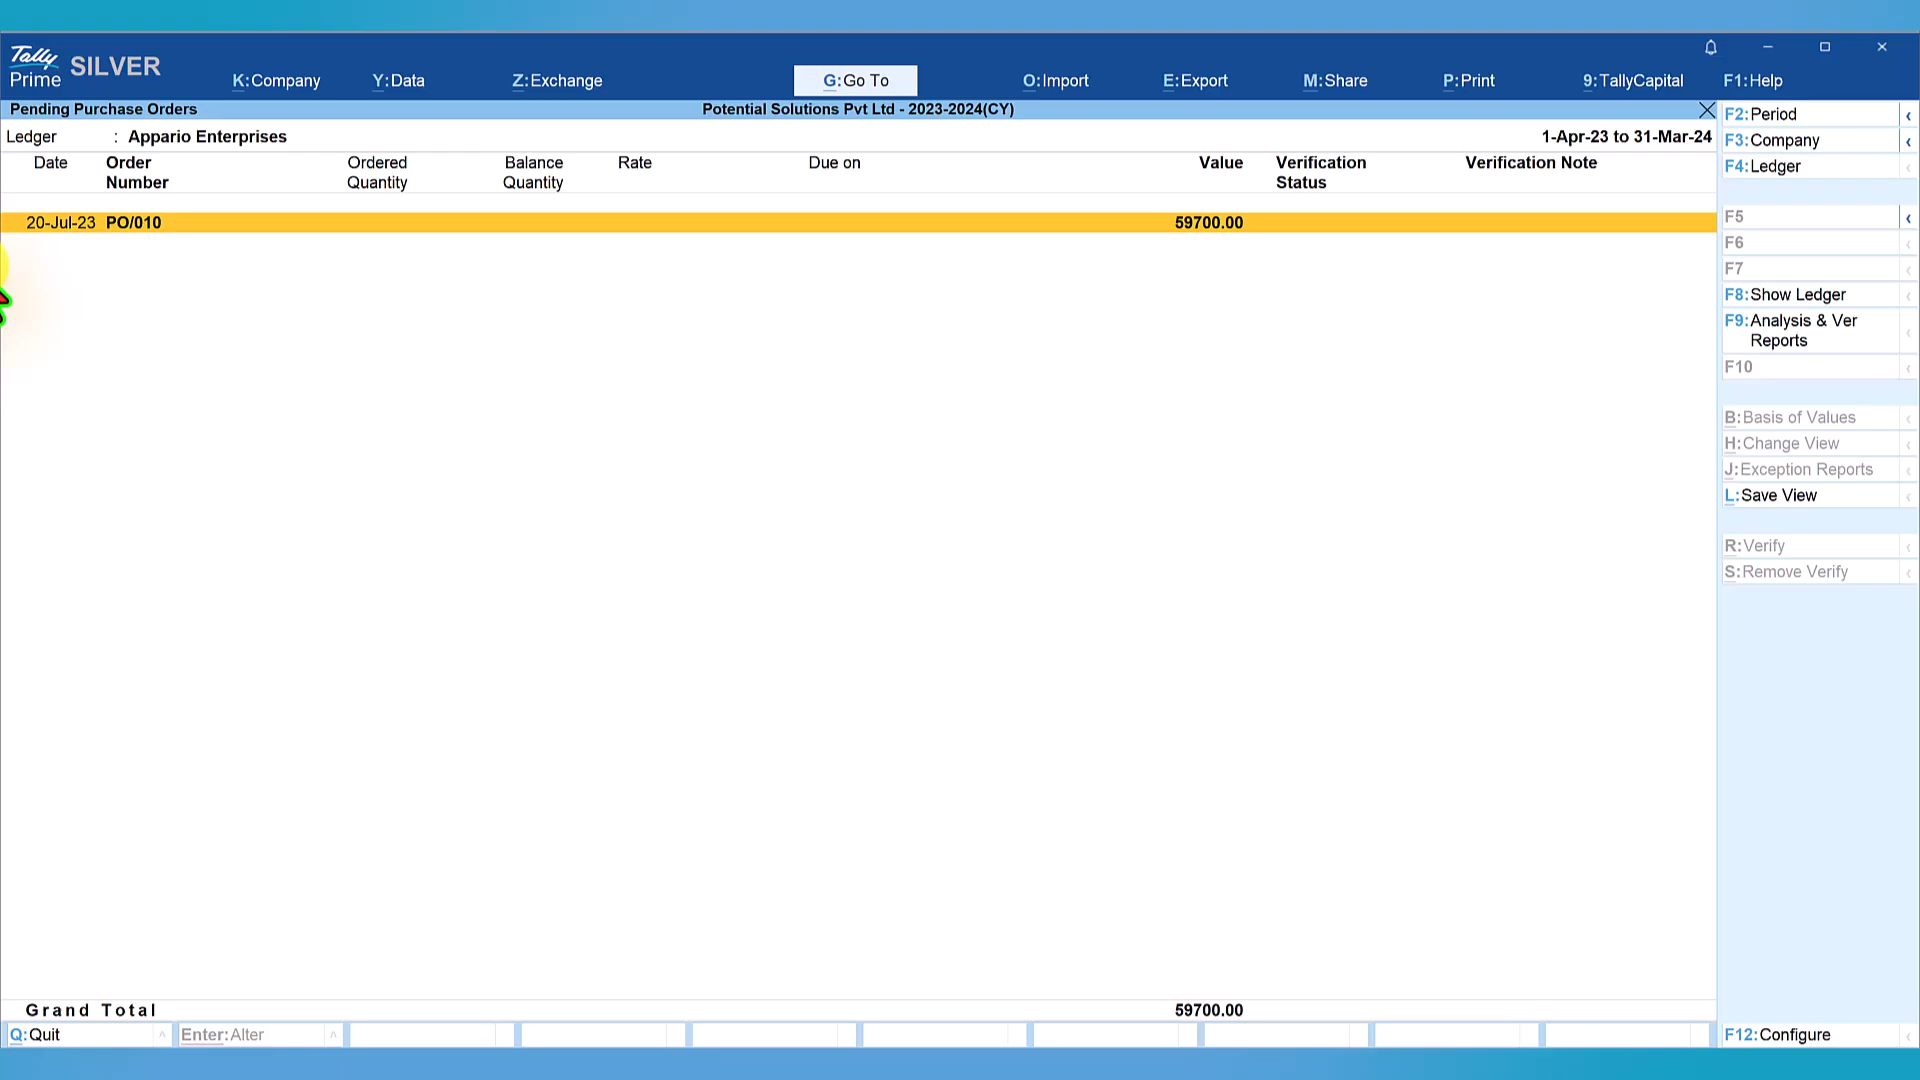 Tally
Prime SILVER
K:Company Y:Data Z:Exchange G:Go To O:Import E:Export M:Share P:Print 9:TallyCapital F1:Help
Pending Purchase Orders Potential Solutions Pvt Ltd - 2023-2024(CY)
Ledger : Appario Enterprises 1-Apr-23 to 31-Mar-24
Date Order Ordered Balance Rate Due on Value Verification Verification Note
Number Quantity Quantity Status
20-Jul-23 PO/010 59700.00
Grand Total 59700.00
Q:Quit Enter:Alter
F2:Period
F3:Company
F4:Ledger
F5
F6
F7
F8:Show Ledger
F9:Analysis & Ver
Reports
F10
B:Basis of Values
H:Change View
J:Exception Reports
L:Save View
R:Verify
S:Remove Verify
F12:Configure